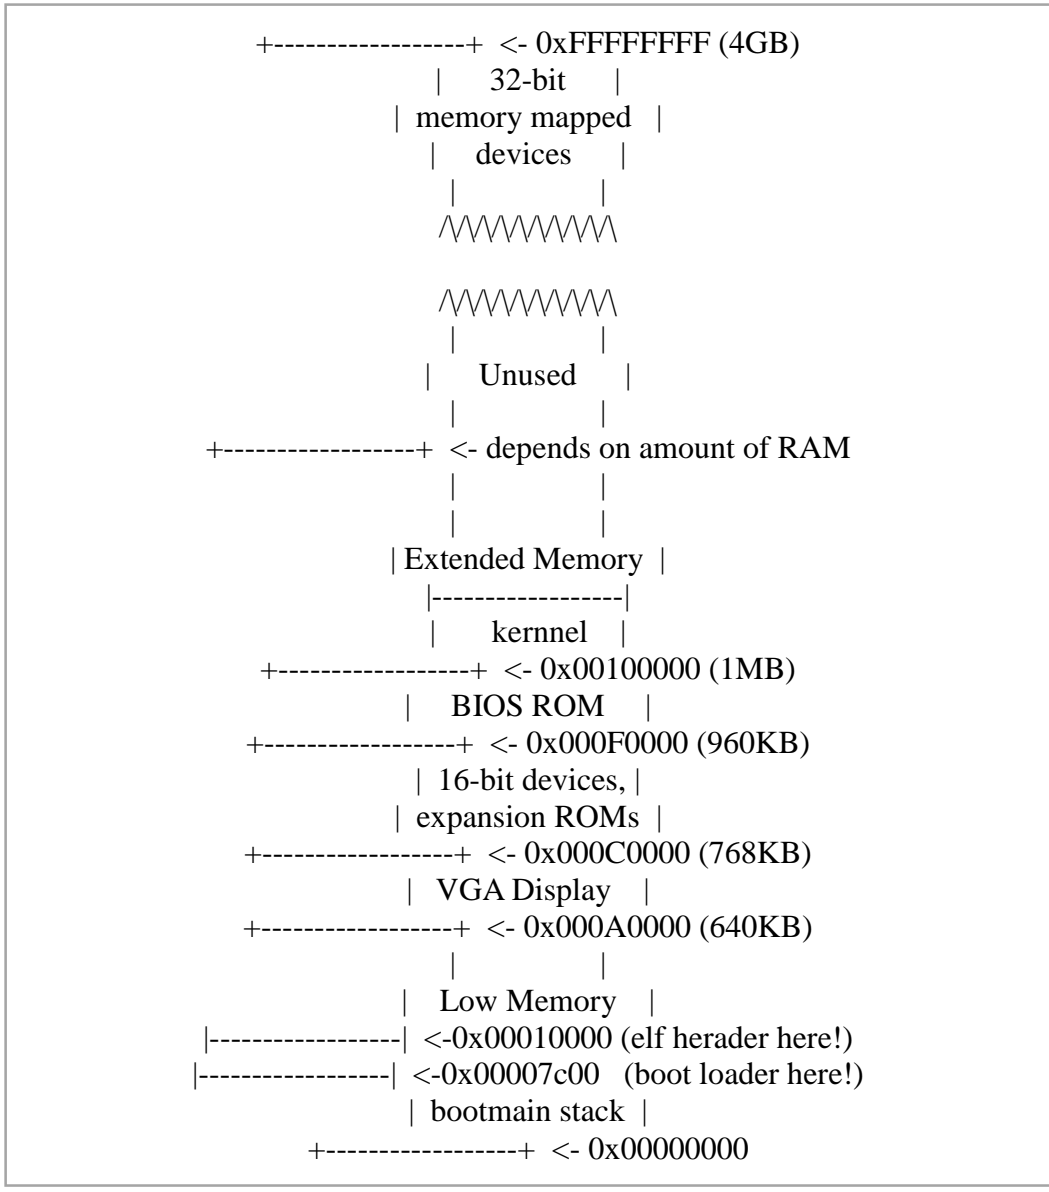 +------------------+ <- 0xFFFFFFFF (4GB)
| 32-bit |
| memory mapped |
| devices |
| |
/\/\/\/\/\/\/\/\/\/\
/\/\/\/\/\/\/\/\/\/\
| |
| Unused |
| |
+------------------+ <- depends on amount of RAM
| |
| |
| Extended Memory |
|------------------|
| kernnel |
+------------------+ <- 0x00100000 (1MB)
| BIOS ROM |
+------------------+ <- 0x000F0000 (960KB)
| 16-bit devices, |
| expansion ROMs |
+------------------+ <- 0x000C0000 (768KB)
| VGA Display |
+------------------+ <- 0x000A0000 (640KB)
| |
| Low Memory |
|------------------| <-0x00010000 (elf herader here!)
|------------------| <-0x00007c00 (boot loader here!)
| bootmain stack |
+------------------+ <- 0x00000000